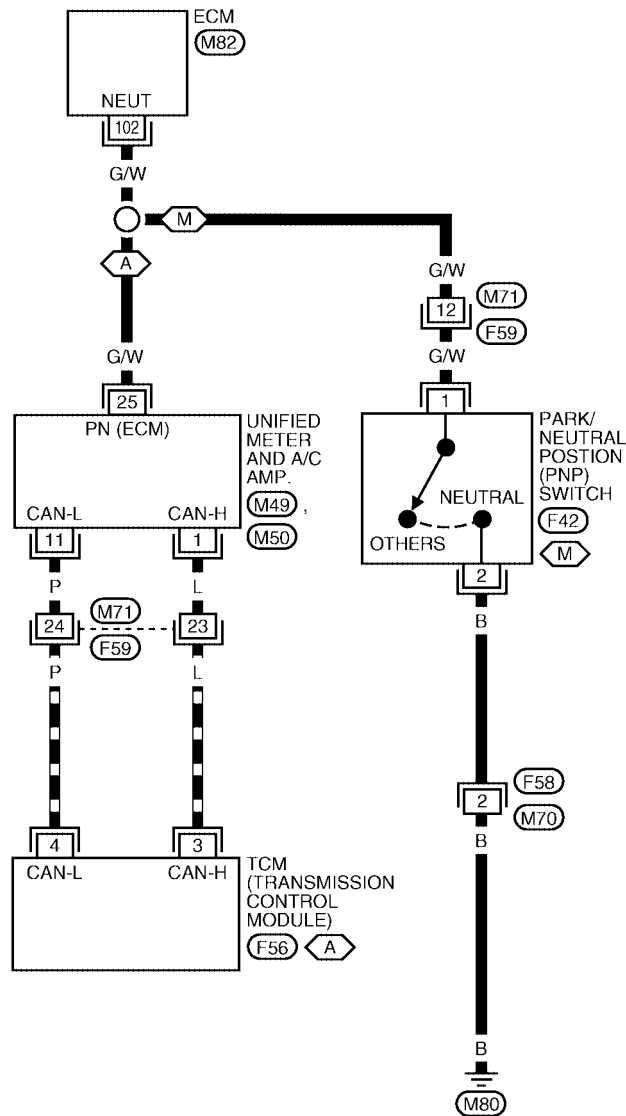 ECM
M82
NEUT
102
G/W
M
A
G/W
12
M71
F59
G/W
G/W
25
1
PN (ECM)
UNIFIED
METER
AND A/C
AMP.
M49 ,
M50
CAN-L
CAN-H
11
1
PARK/
NEUTRAL
POSTION
(PNP)
SWITCH
F42
M
NEUTRAL
OTHERS
2
P
L
B
24
M71
F59
23
P
L
2
F58
M70
B
4
3
CAN-L
CAN-H
TCM
(TRANSMISSION
CONTROL
MODULE)
F56
A
B
M80